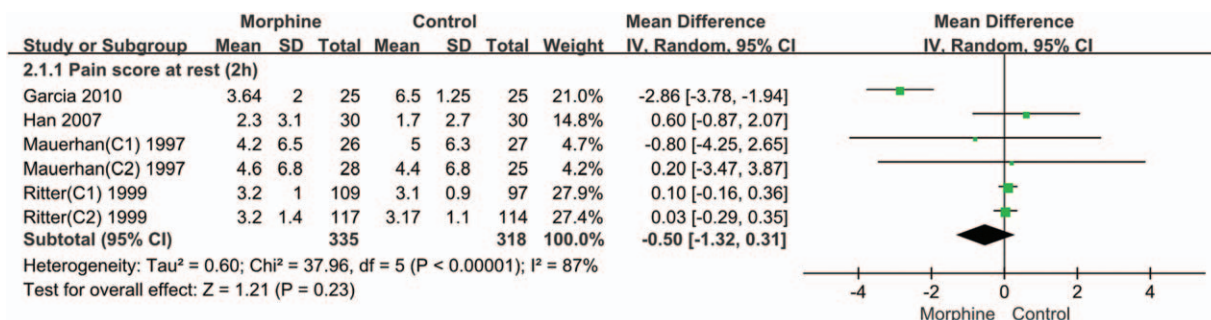 Morphine Control Mean Difference Mean Difference
Study or Subgroup Mean SD Total Mean SD Total Weight IV, Random, 95% CI IV, Random, 95% CI
2.1.1 Pain score at rest (2h)
Garcia 2010 3.64 2 25 6.5 1.25 25 21.0% -2.86 [-3.78, -1.94]
Han 2007 2.3 3.1 30 1.7 2.7 30 14.8% 0.60 [-0.87, 2.07]
Mauerhan(C1) 1997 4.2 6.5 26 5 6.3 27 4.7% -0.80 [-4.25, 2.65]
Mauerhan(C2) 1997 4.6 6.8 28 4.4 6.8 25 4.2% 0.20 [-3.47, 3.87]
Ritter(C1) 1999 3.2 1 109 3.1 0.9 97 27.9% 0.10 [-0.16, 0.36]
Ritter(C2) 1999 3.2 1.4 117 3.17 1.1 114 27.4% 0.03 [-0.29, 0.35]
Subtotal (95% CI) 335 318 100.0% -0.50 [-1.32, 0.31]
Heterogeneity: Tau² = 0.60; Chi² = 37.96, df = 5 (P < 0.00001); I² = 87%
Test for overall effect: Z = 1.21 (P = 0.23)
-4 -2 0 2 4
Morphine Control